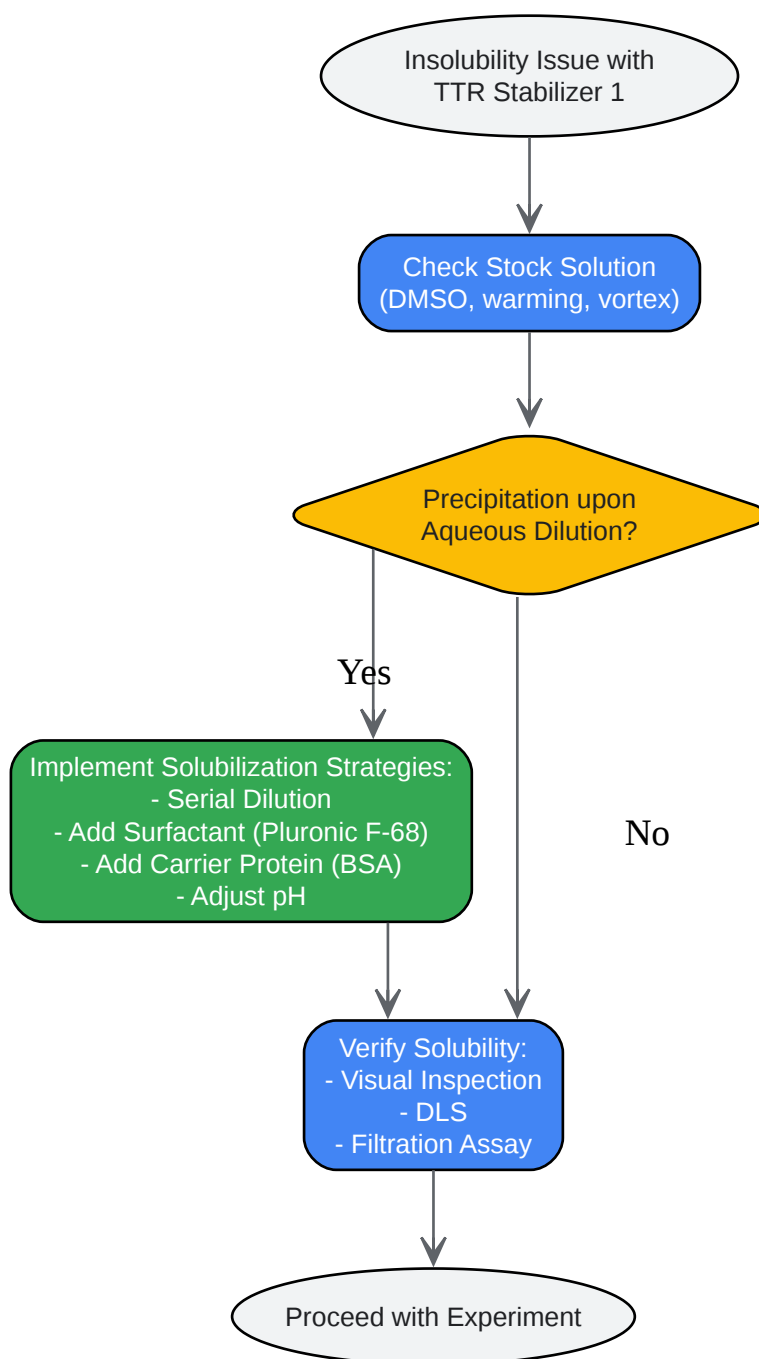 Insolubility Issue with
TTR Stabilizer 1
Check Stock Solution
(DMSO, warming, vortex)
Precipitation upon
Aqueous Dilution?
Yes
Implement Solubilization Strategies:
- Serial Dilution
- Add Surfactant (Pluronic F-68)
- Add Carrier Protein (BSA)
- Adjust pH
No
Verify Solubility:
- Visual Inspection
- DLS
- Filtration Assay
Proceed with Experiment